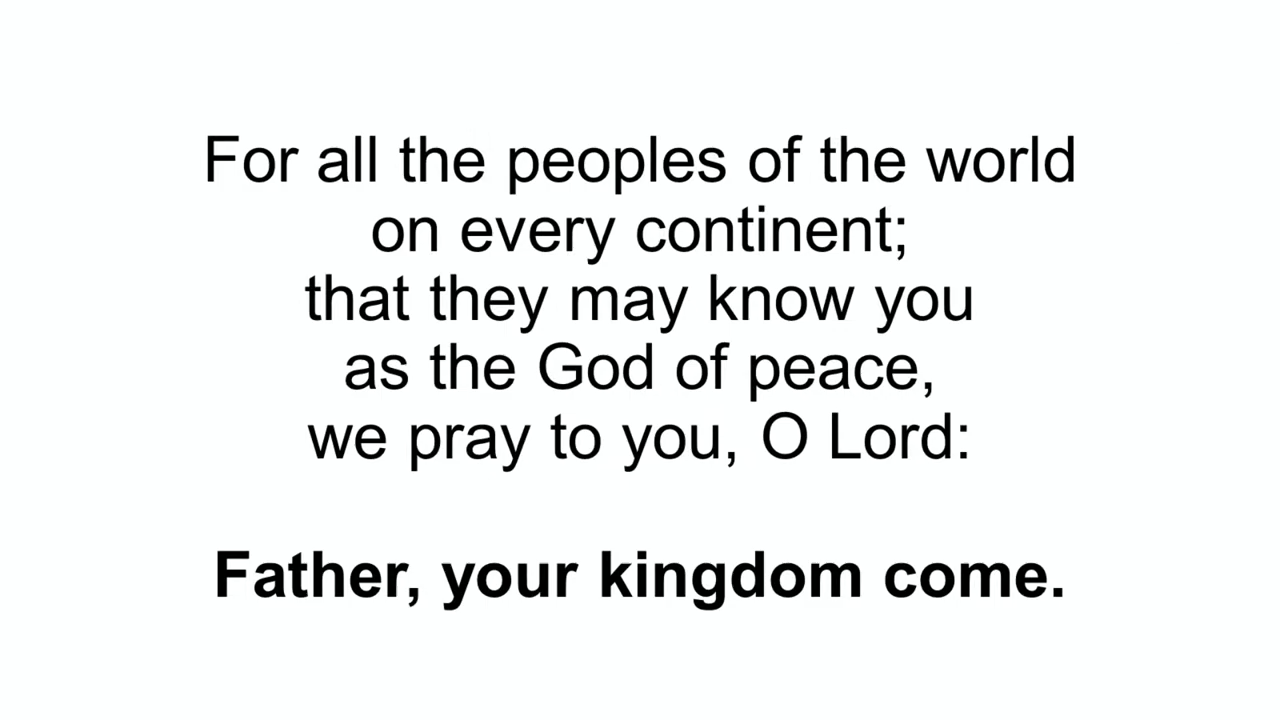 For all the peoples of the world
on every continent;
that they may know you
as the God of peace,
we pray to you, O Lord:
Father, your kingdom come.